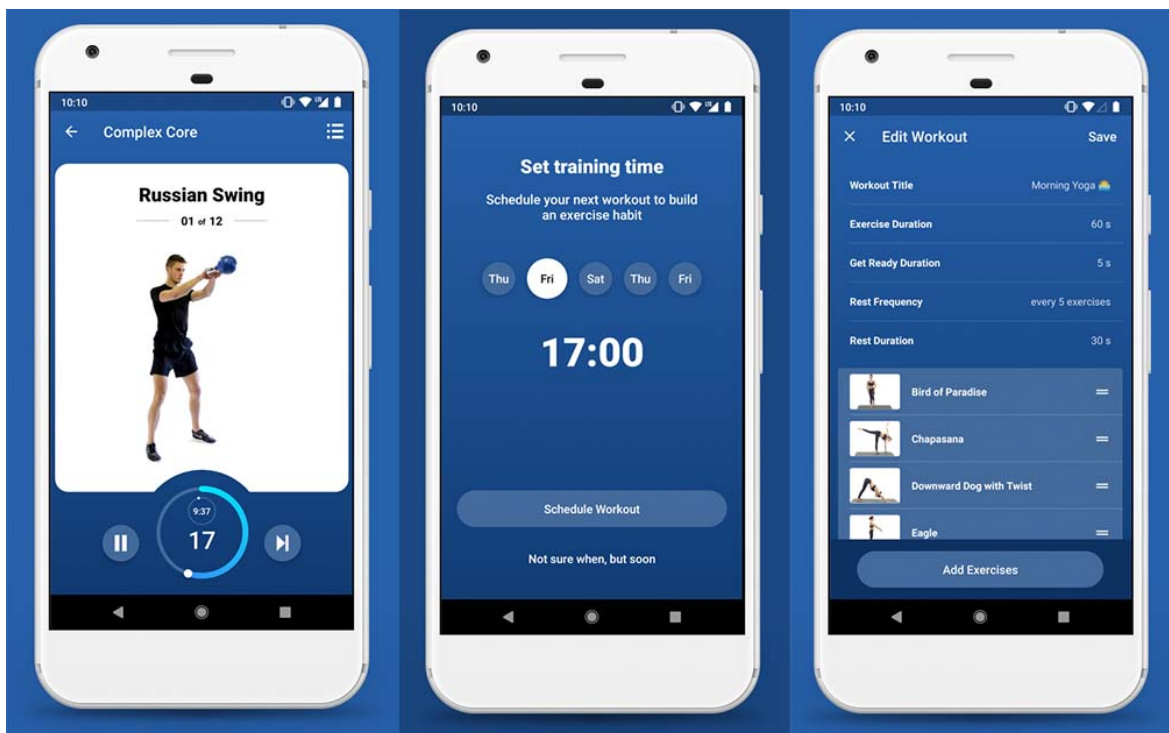 10:10
Complex Core
Russian Swing
01 of 12
9:37
17
10:10
Set training time
Schedule your next workout to build
an exercise habit
Thu Fri Sat Thu Fri
17:00
Schedule Workout
Not sure when, but soon
10:10
Edit Workout Save
Workout Title Morning Yoga
Exercise Duration 60 s
Get Ready Duration 5 s
Rest Frequency every 5 exercises
Rest Duration 30 s
Bird of Paradise
Chapasana
Downward Dog with Twist
Eagle
Add Exercises